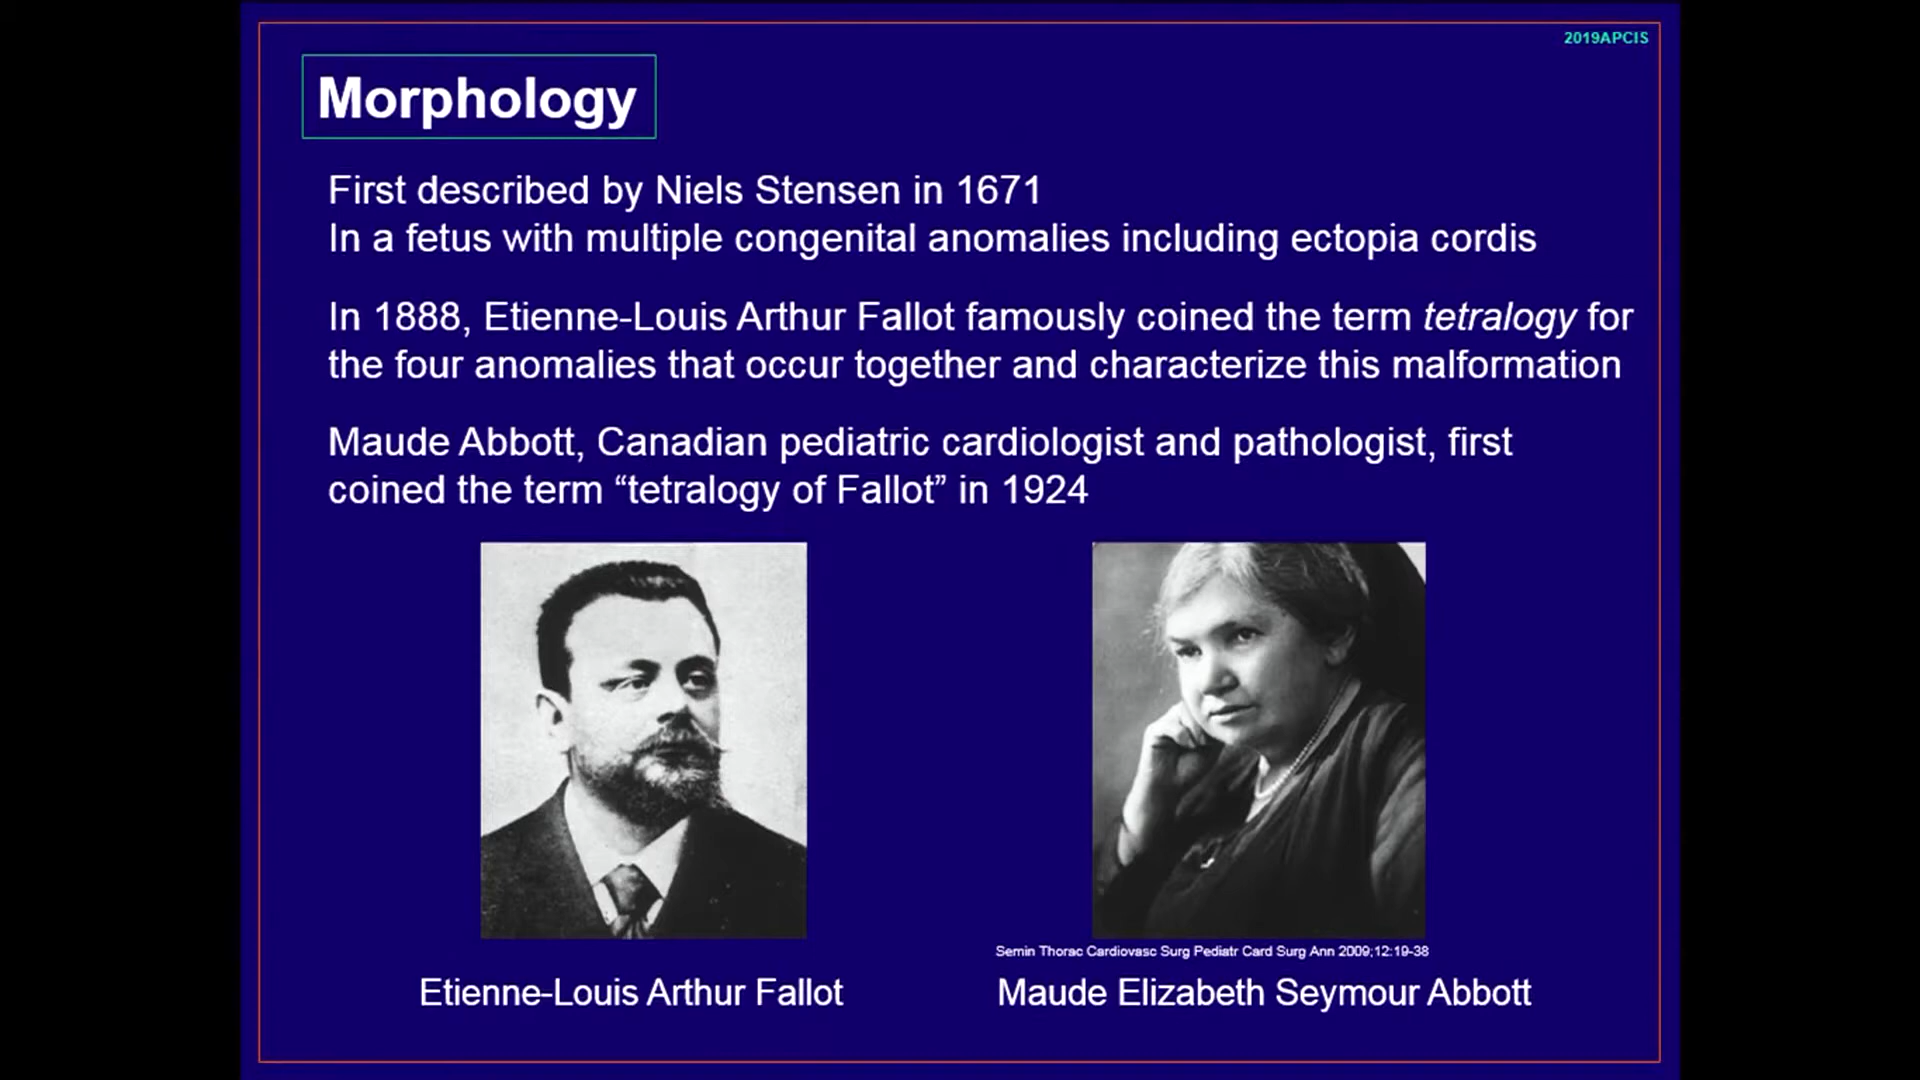 2019APCIS
Morphology
First described by Niels Stensen in 1671
In a fetus with multiple congenital anomalies including ectopia cordis
In 1888, Etienne-Louis Arthur Fallot famously coined the term tetralogy for
the four anomalies that occur together and characterize this malformation
Maude Abbott, Canadian pediatric cardiologist and pathologist, first
coined the term “tetralogy of Fallot” in 1924
Semin Thorac Cardiovasc Surg Pediatr Card Surg Ann 2009;12:19-38
Etienne-Louis Arthur Fallot
Maude Elizabeth Seymour Abbott